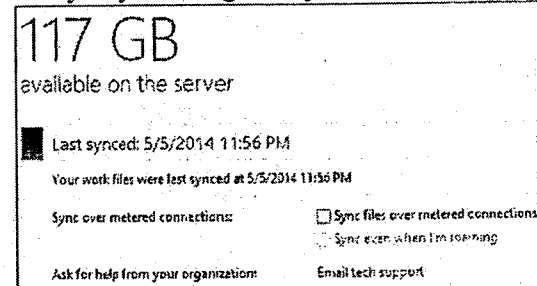 117 GB
available on the server
Last synced: 5/5/2014 11:56 PM
Your work files were last synced at 5/5/2014 11:56 PM
Sync over metered connections: Sync files over metered connections
Sync even when I'm roaming
Ask for help from your organization: Email tech support